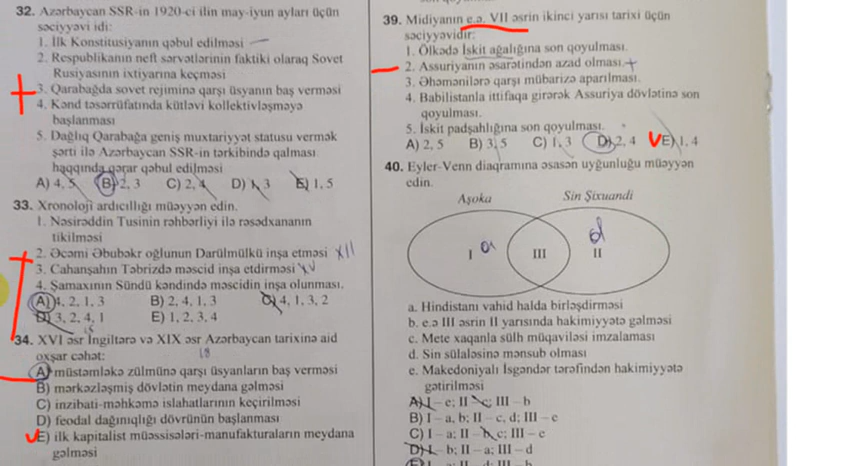 32. Azərbaycan SSR-in 1920-ci ilin may-iyun ayları üçün
səciyyəvi idi:
1. İlk Konstitusiyanın qəbul edilməsi
2. Respublikanın neft sərvətlərinin faktiki olaraq Sovet
Rusiyasının ixtiyarına keçməsi
3. Qarabağda sovet rejiminə qarşı üsyanın baş verməsi
4. Kənd təsərrüfatında kütləvi kollektivləşməyə
başlanması
5. Dağlıq Qarabağa geniş muxtariyyət statusu vermək
şərti ilə Azərbaycan SSR-in tərkibində qalması
haqqında qərar qəbul edilməsi
A) 4, 5 B) 2, 3 C) 2, 4 D) 1, 3 E) 1, 5
33. Xronoloji ardıcıllığı müəyyən edin.
1. Nəsirəddin Tusinin rəhbərliyi ilə rəsədxananın
tikilməsi
2. Əcəmi Əbubəkr oğlunun Darülmülkü inşa etməsi XII
3. Cahanşahın Təbrizdə məscid inşa etdirməsi XV
4. Şamaxının Sündü kəndində məscidin inşa olunması.
A) 4, 2, 1, 3 B) 2, 4, 1, 3 C) 4, 1, 3, 2
D) 3, 2, 4, 1 E) 1, 2, 3, 4
34. XVI əsr İngiltərə və XIX əsr Azərbaycan tarixinə aid
oxşar cəhət:
A) müstəmləkə zülmünə qarşı üsyanların baş verməsi
B) mərkəzləşmiş dövlətin meydana gəlməsi
C) inzibati-məhkəmə islahatlarının keçirilməsi
D) feodal dağınıqlığı dövrünün başlanması
E) ilk kapitalist müəssisələri-manufakturaların meydana
gəlməsi
39. Midiyanın e.ə. VII əsrin ikinci yarısı tarixi üçün
səciyyəvidir:
1. Ölkədə İskit ağalığına son qoyulması.
2. Assuriyanın əsarətindən azad olması.
3. Əhəmənilərə qarşı mübarizə aparılması.
4. Babilistanla ittifaqa girərək Assuriya dövlətinə son
qoyulması.
5. İskit padşahlığına son qoyulması.
A) 2, 5 B) 3, 5 C) 1, 3 D) 2, 4 E) 1, 4
40. Eyler-Venn diaqramına əsasən uyğunluğu müəyyən
edin.
Aşoka Sin Şixuandi
I a III II d
a. Hindistanı vahid halda birləşdirməsi
b. e.ə III əsrin II yarısında hakimiyyətə gəlməsi
c. Mete xaqanla sülh müqaviləsi imzalaması
d. Sin sülaləsinə mənsub olması
e. Makedoniyalı İsgəndər tərəfindən hakimiyyətə
gətirilməsi
A) I – e; II – c; III – b
B) I – a, b; II – c, d; III – e
C) I – a; II – b, c; III – e
D) I – b; II – a; III – d